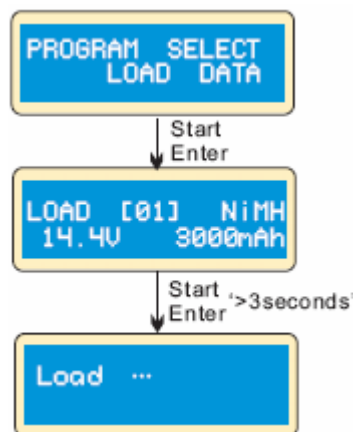 PROGRAM SELECT
LOAD DATA
Start
Enter
LOAD [01] NiMH
14.4V 3000mAh
Start
Enter '>3seconds'
Load ...